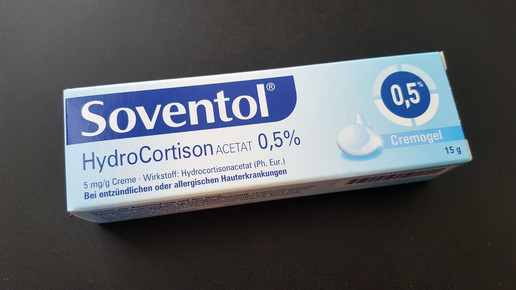 Soventol®
HydroCortison ACETAT 0,5%
5 mg/g Creme · Wirkstoff: Hydrocortisonacetat (Ph. Eur.)
Bei entzündlichen oder allergischen Hauterkrankungen
0,5%
Cremogel
15 g